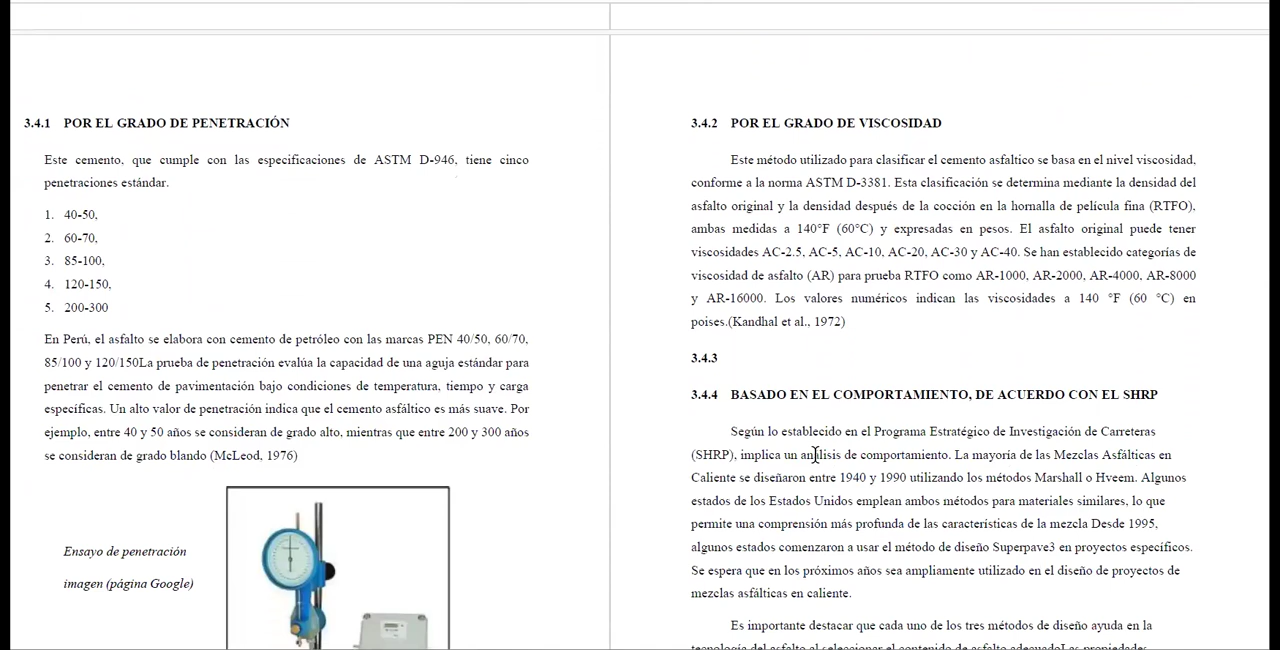 3.4.1 POR EL GRADO DE PENETRACIÓN
Este cemento, que cumple con las especificaciones de ASTM D-946, tiene cinco
penetraciones estándar.
1. 40-50,
2. 60-70,
3. 85-100,
4. 120-150,
5. 200-300
En Perú, el asfalto se elabora con cemento de petróleo con las marcas PEN 40/50, 60/70,
85/100 y 120/150La prueba de penetración evalúa la capacidad de una aguja estándar para
penetrar el cemento de pavimentación bajo condiciones de temperatura, tiempo y carga
específicas. Un alto valor de penetración indica que el cemento asfáltico es más suave. Por
ejemplo, entre 40 y 50 años se consideran de grado alto, mientras que entre 200 y 300 años
se consideran de grado blando (McLeod, 1976)
Ensayo de penetración
imagen (página Google)
3.4.2 POR EL GRADO DE VISCOSIDAD
Este método utilizado para clasificar el cemento asfaltico se basa en el nivel viscosidad,
conforme a la norma ASTM D-3381. Esta clasificación se determina mediante la densidad del
asfalto original y la densidad después de la cocción en la hornalla de película fina (RTFO),
ambas medidas a 140°F (60°C) y expresadas en pesos. El asfalto original puede tener
viscosidades AC-2.5, AC-5, AC-10, AC-20, AC-30 y AC-40. Se han establecido categorías de
viscosidad de asfalto (AR) para prueba RTFO como AR-1000, AR-2000, AR-4000, AR-8000
y AR-16000. Los valores numéricos indican las viscosidades a 140 °F (60 °C) en
poises.(Kandhal et al., 1972)
3.4.3
3.4.4 BASADO EN EL COMPORTAMIENTO, DE ACUERDO CON EL SHRP
Según lo establecido en el Programa Estratégico de Investigación de Carreteras
(SHRP), implica un análisis de comportamiento. La mayoría de las Mezclas Asfálticas en
Caliente se diseñaron entre 1940 y 1990 utilizando los métodos Marshall o Hveem. Algunos
estados de los Estados Unidos emplean ambos métodos para materiales similares, lo que
permite una comprensión más profunda de las características de la mezcla Desde 1995,
algunos estados comenzaron a usar el método de diseño Superpave3 en proyectos específicos.
Se espera que en los próximos años sea ampliamente utilizado en el diseño de proyectos de
mezclas asfálticas en caliente.
Es importante destacar que cada uno de los tres métodos de diseño ayuda en la
tecnología del asfalto al seleccionar el contenido de asfalto adecuadoLas propiedades